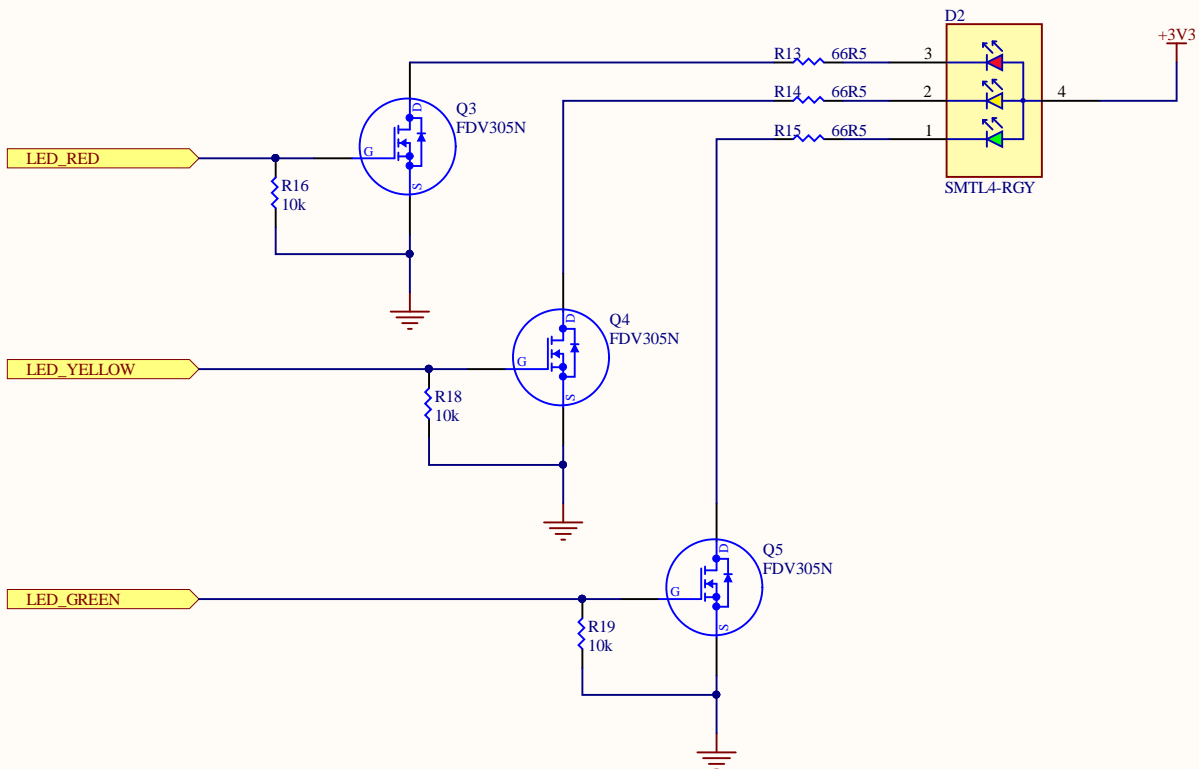 D2
+3V3
R13 66R5 3
R14 66R5 2 4
R15 66R5 1
SMTL4-RGY
Q3
FDV305N
D
G
S
LED_RED
R16
10k
Q4
FDV305N
D
G
S
LED_YELLOW
R18
10k
Q5
FDV305N
D
G
S
LED_GREEN
R19
10k